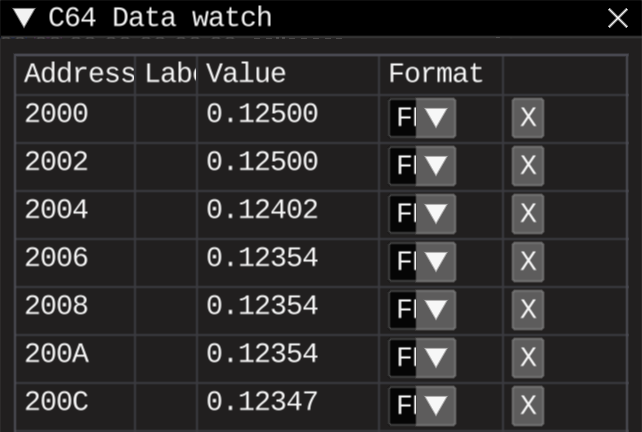 C64 Data watch
Address Labe Value Format
2000 0.12500 Fl X
2002 0.12500 Fl X
2004 0.12402 Fl X
2006 0.12354 Fl X
2008 0.12354 Fl X
200A 0.12354 Fl X
200C 0.12347 Fl X